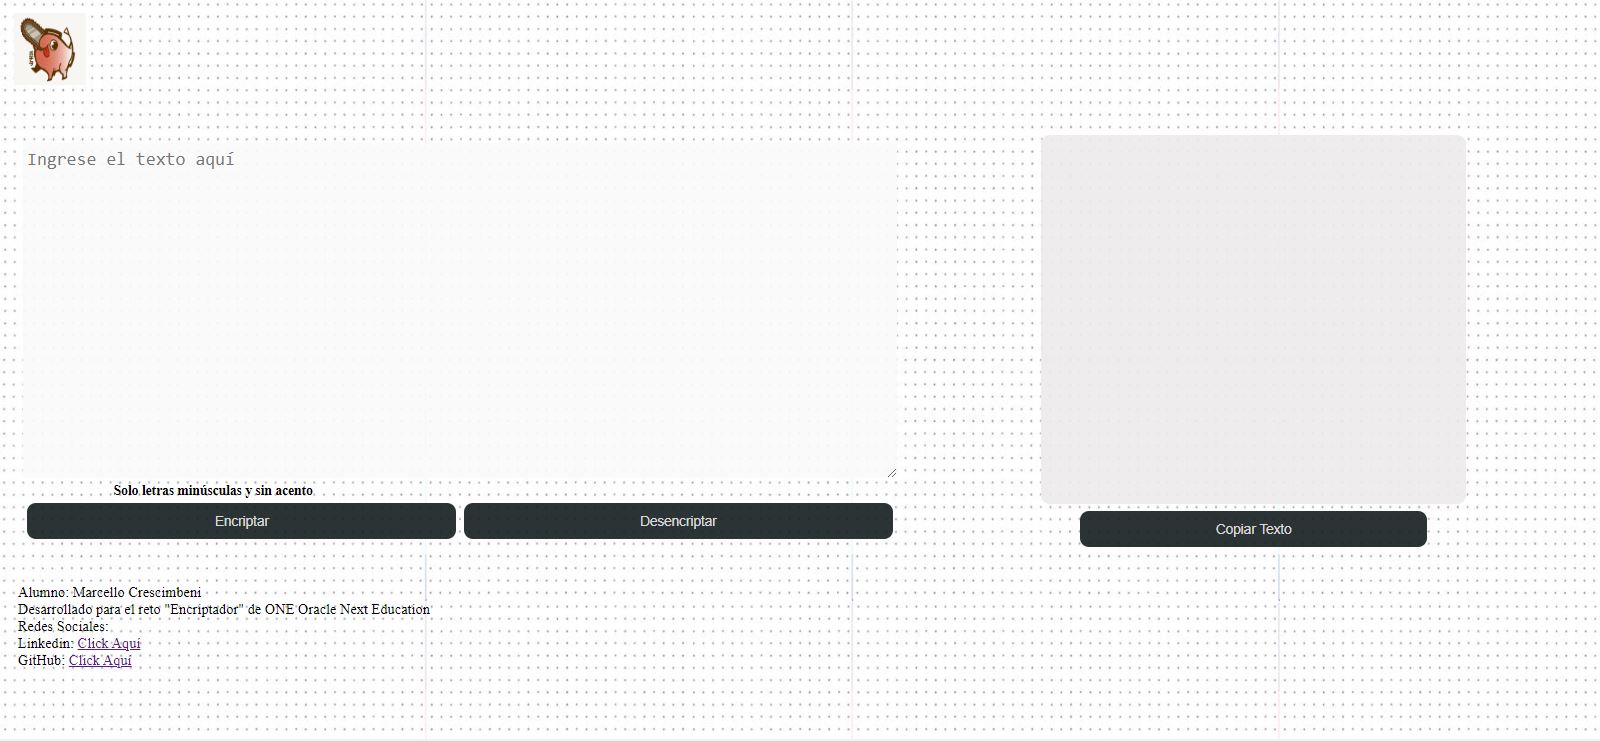 Ingrese el texto aquí
Solo letras minúsculas y sin acento
Encriptar
Desencriptar
Copiar Texto
Alumno: Marcello Crescimbeni
Desarrollado para el reto "Encriptador" de ONE Oracle Next Education
Redes Sociales:
Linkedin: Click Aquí
GitHub: Click Aquí